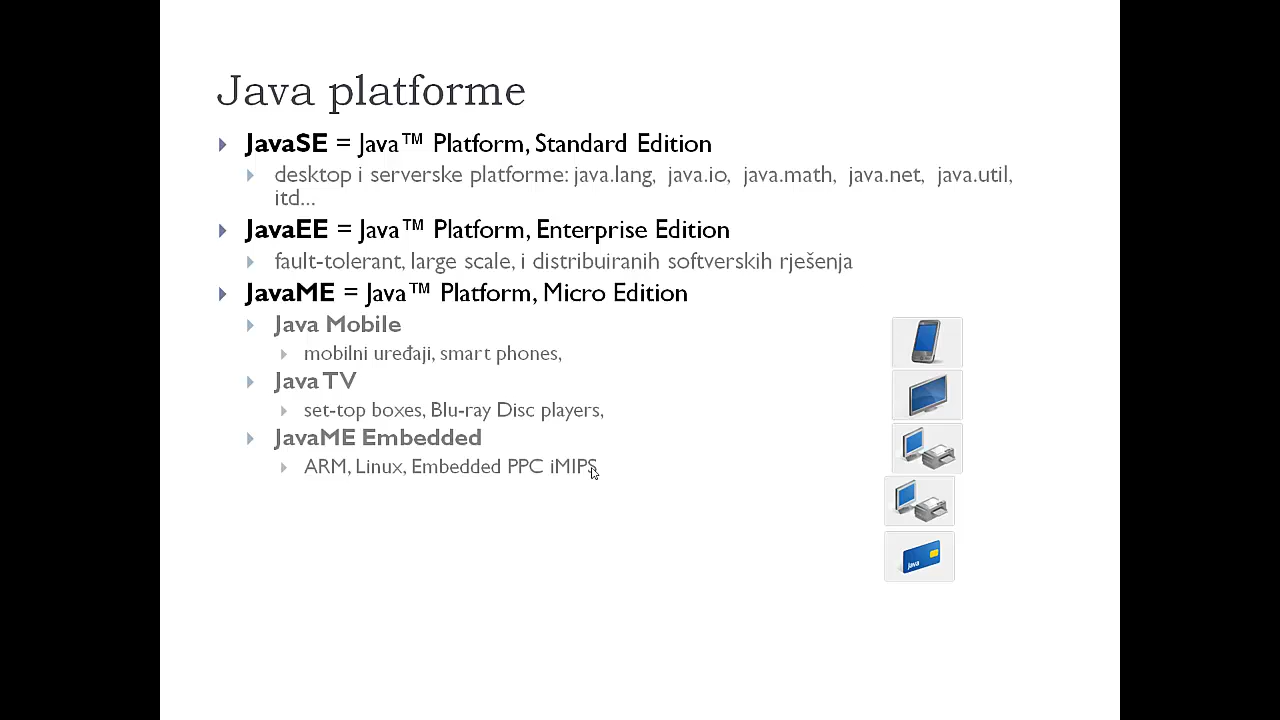 Java platforme
JavaSE = Java™ Platform, Standard Edition
desktop i serverske platforme: java.lang, java.io, java.math, java.net, java.util,
itd...
JavaEE = Java™ Platform, Enterprise Edition
fault-tolerant, large scale, i distribuiranih softverskih rješenja
JavaME = Java™ Platform, Micro Edition
Java Mobile
mobilni uređaji, smart phones,
Java TV
set-top boxes, Blu-ray Disc players,
JavaME Embedded
ARM, Linux, Embedded PPC iMIPS
java